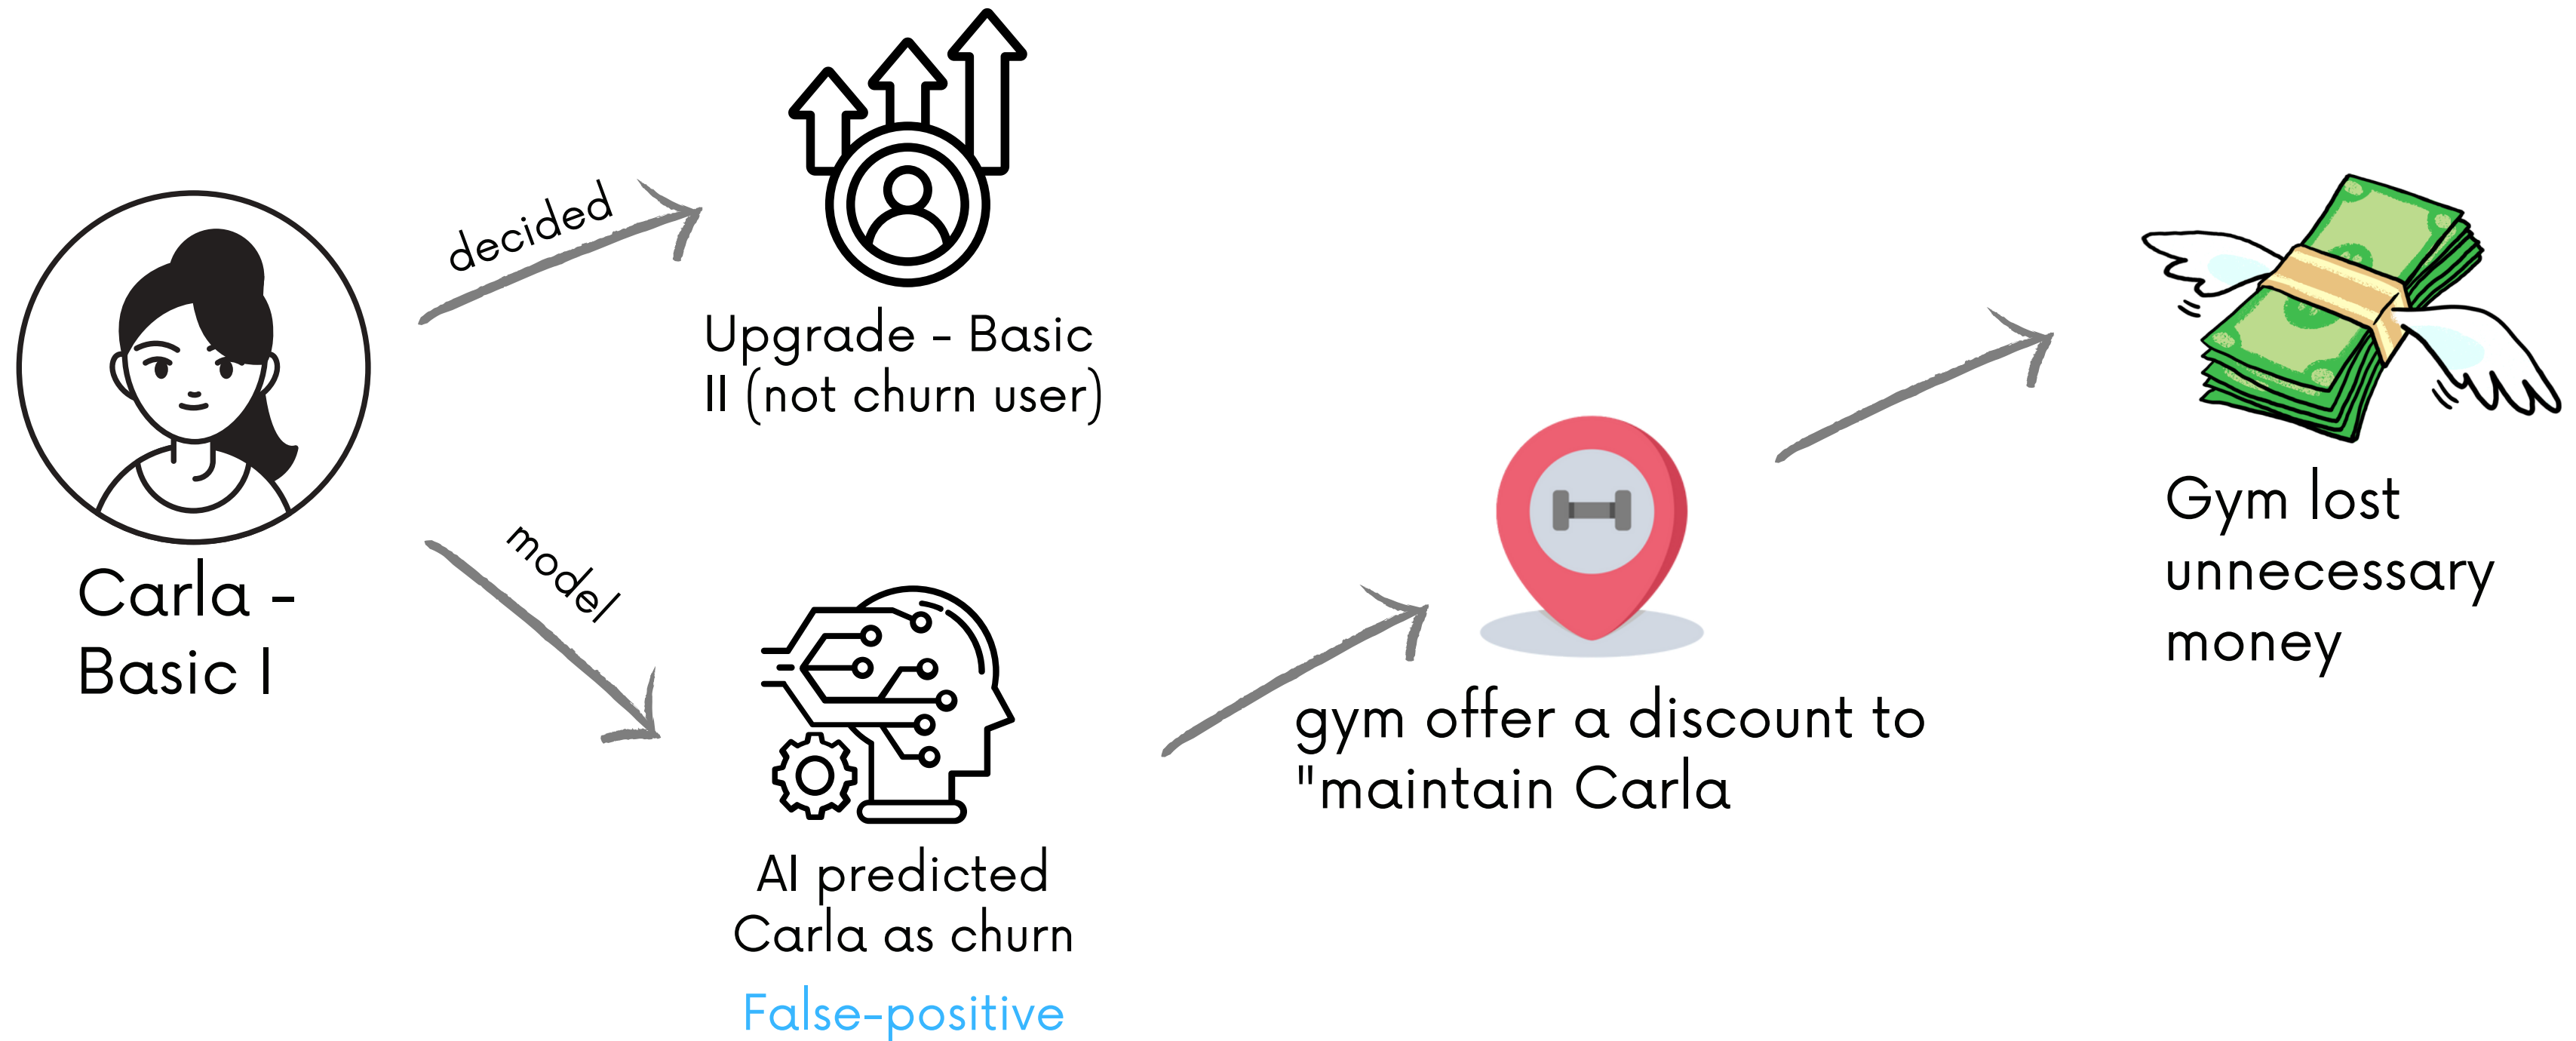 decided
Upgrade - Basic
II (not churn user)
Carla -
Basic I
model
AI predicted
Carla as churn
False-positive
gym offer a discount to
"maintain Carla
Gym lost
unnecessary
money